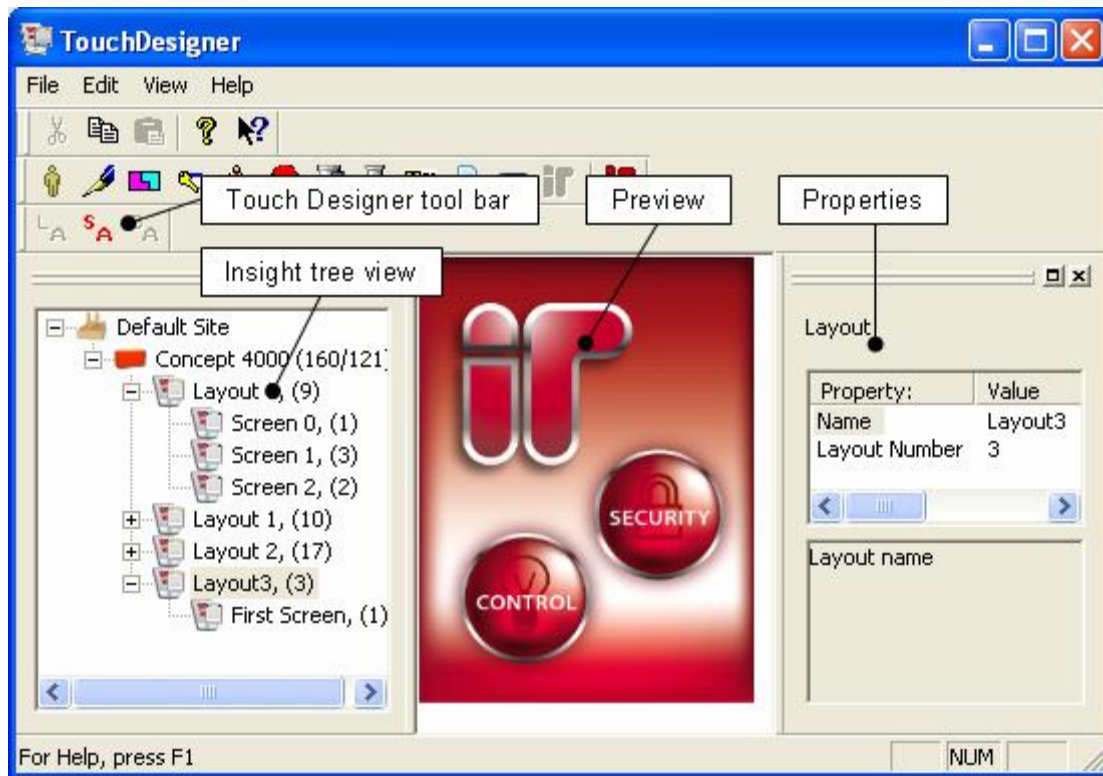 TouchDesigner
File Edit View Help
Touch Designer tool bar
Preview
Properties
L A S A A
Insight tree view
Default Site
Concept 4000 (160/121)
Layout , (9)
Screen 0, (1)
Screen 1, (3)
Screen 2, (2)
Layout 1, (10)
Layout 2, (17)
Layout3, (3)
First Screen, (1)
ir
SECURITY
CONTROL
Layout
Property: Value
Name Layout3
Layout Number 3
Layout name
For Help, press F1
NUM